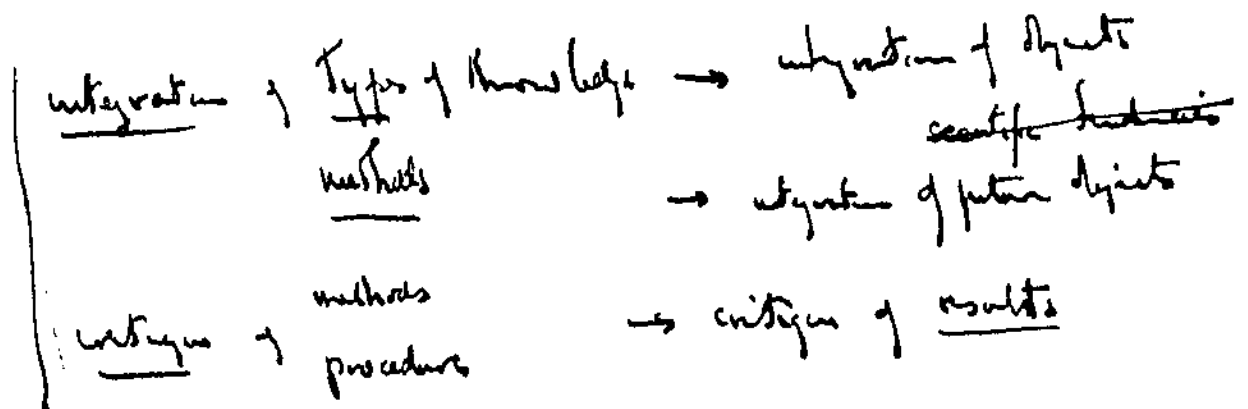 integration of Types of Knowledge → integration of objects
scientific
methods → integration of future objects
methods
critique of → critique of results
procedures